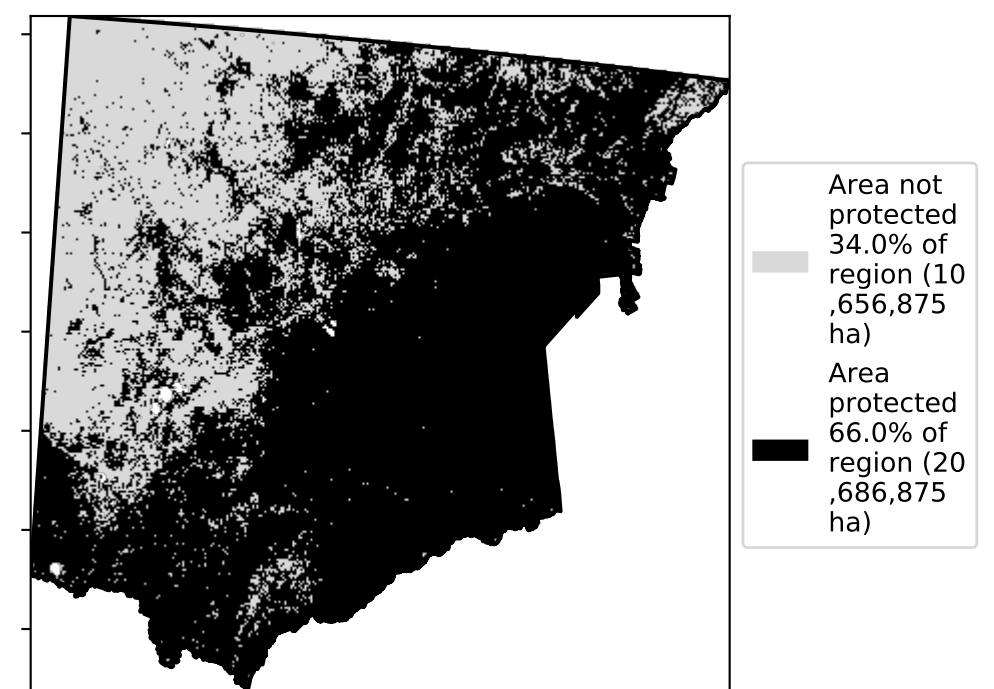 Area not
protected
34.0% of
region (10
,656,875
ha)
Area
protected
66.0% of
region (20
,686,875
ha)